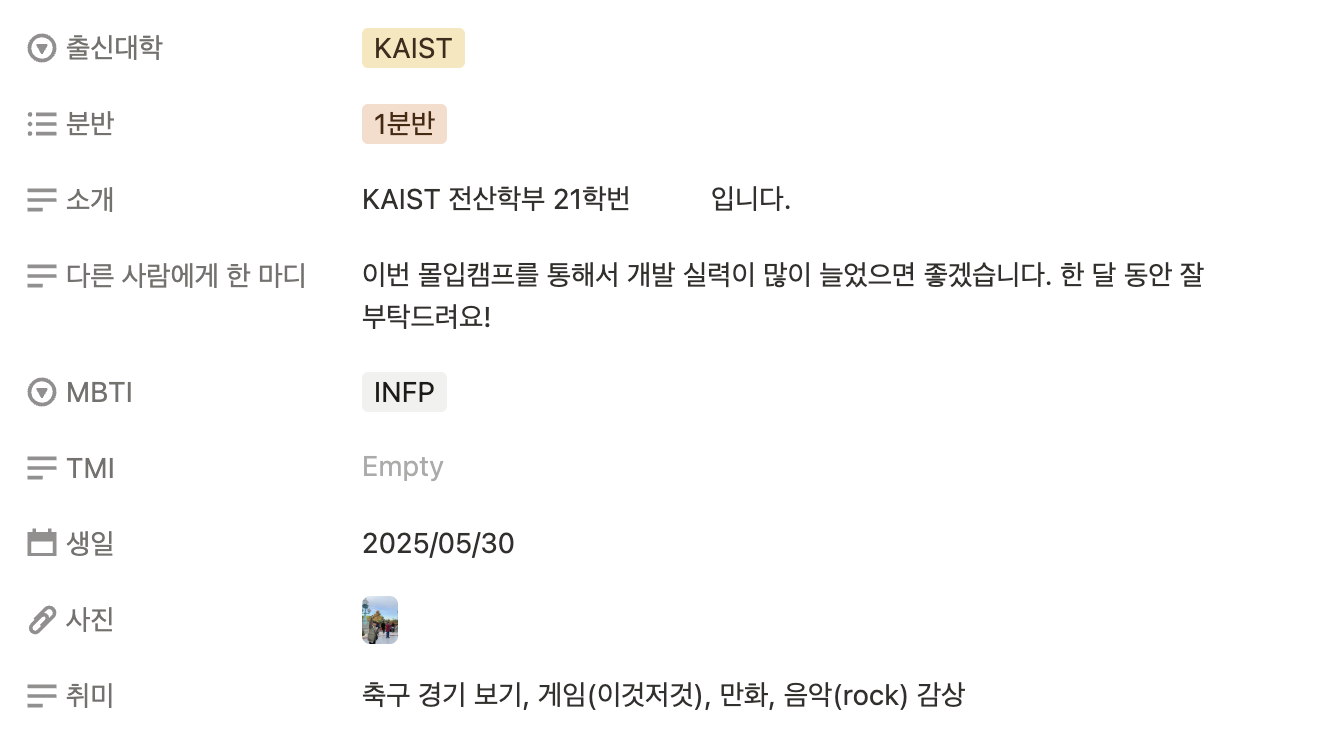 출신대학 KAIST
분반 1분반
소개 KAIST 전산학부 21학번 입니다.
다른 사람에게 한 마디 이번 몰입캠프를 통해서 개발 실력이 많이 늘었으면 좋겠습니다. 한 달 동안 잘
부탁드려요!
MBTI INFP
TMI Empty
생일 2025/05/30
사진
취미 축구 경기 보기, 게임(이것저것), 만화, 음악(rock) 감상